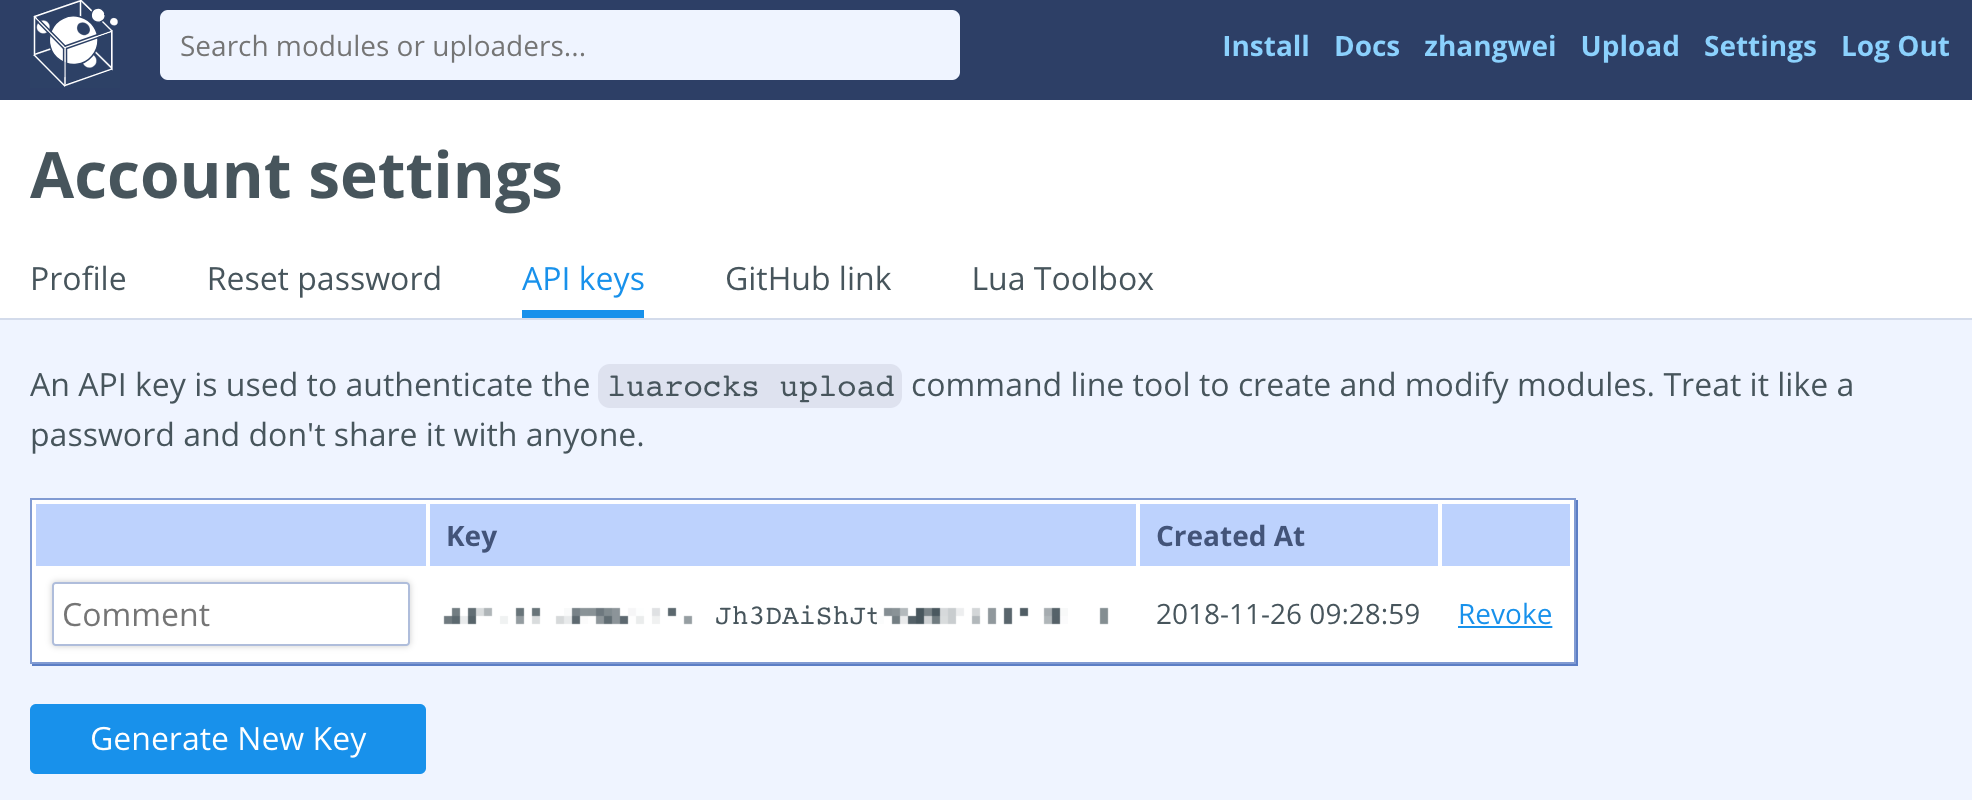 Search modules or uploaders...
Install Docs zhangwei Upload Settings Log Out
Account settings
Profile Reset password API keys GitHub link Lua Toolbox
An API key is used to authenticate the luarocks upload command line tool to create and modify modules. Treat it like a
password and don't share it with anyone.
Key Created At
Comment Jh3DAiShJt 2018-11-26 09:28:59 Revoke
Generate New Key